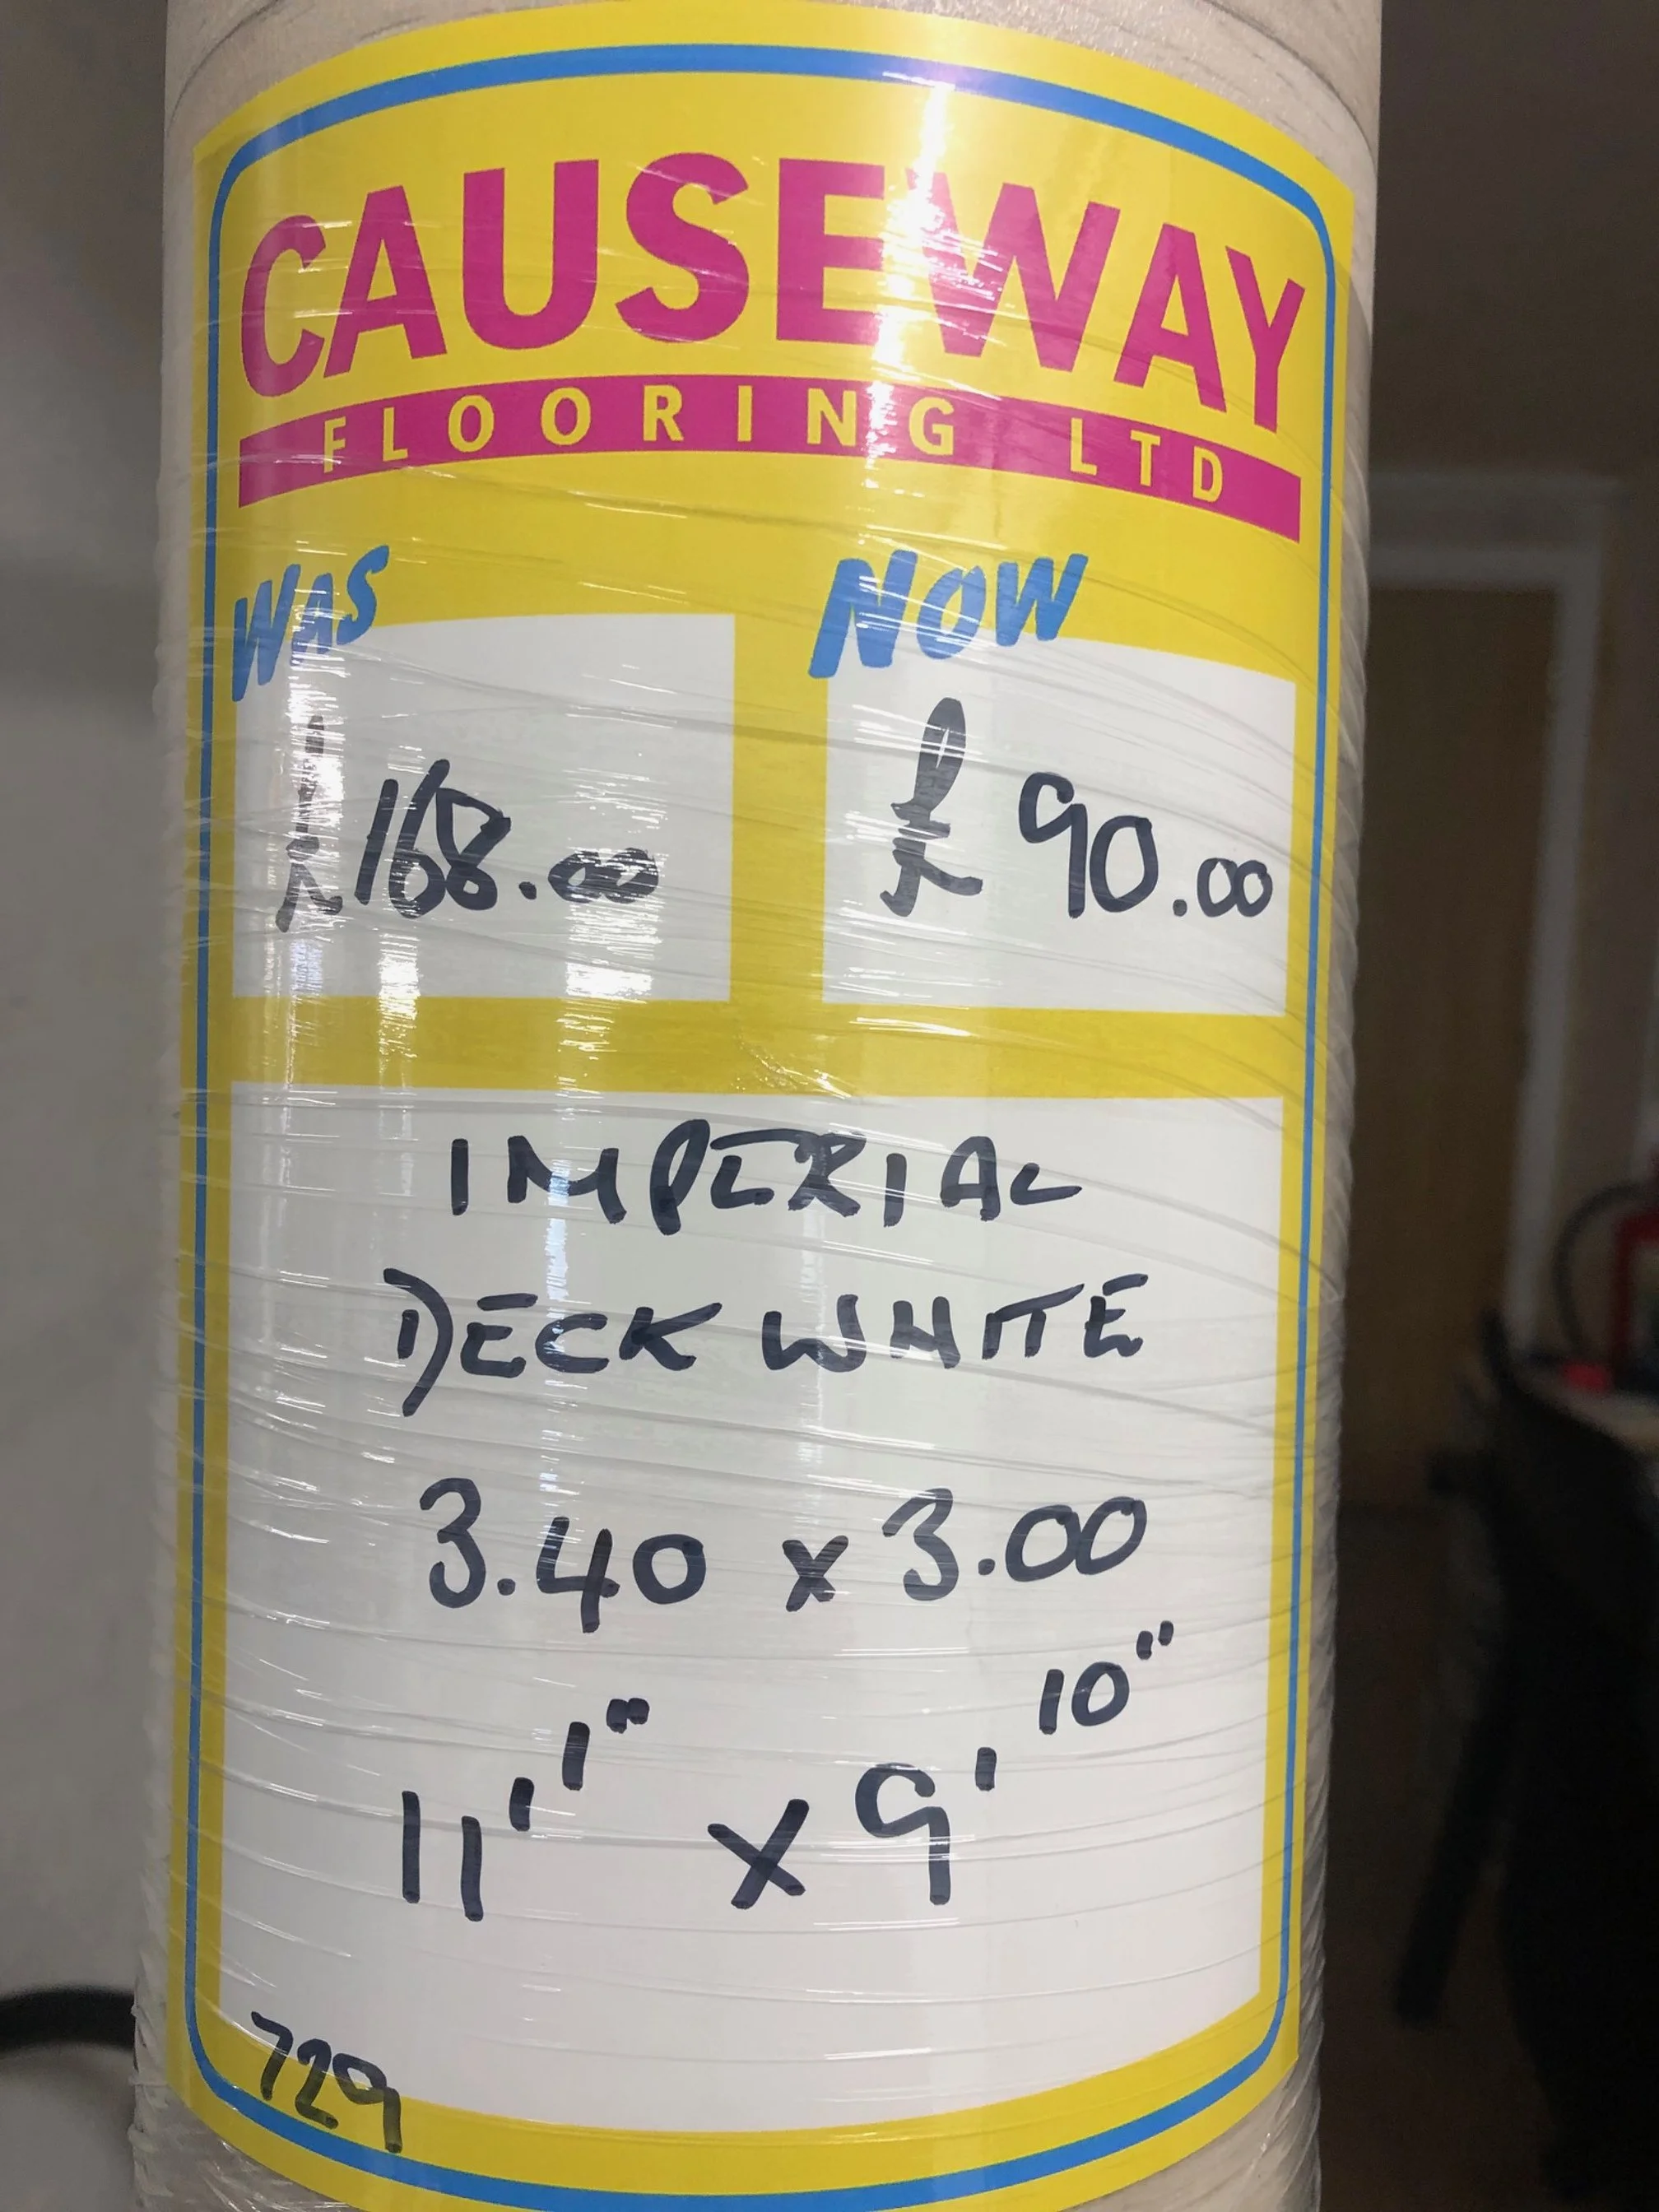 CAUSEWAY
FLOORING LTD
WAS NOW
£168.00 £90.00
IMPERIAL
DECK WHITE
3.40 x 3.00
11' 1" x 9' 10"
729